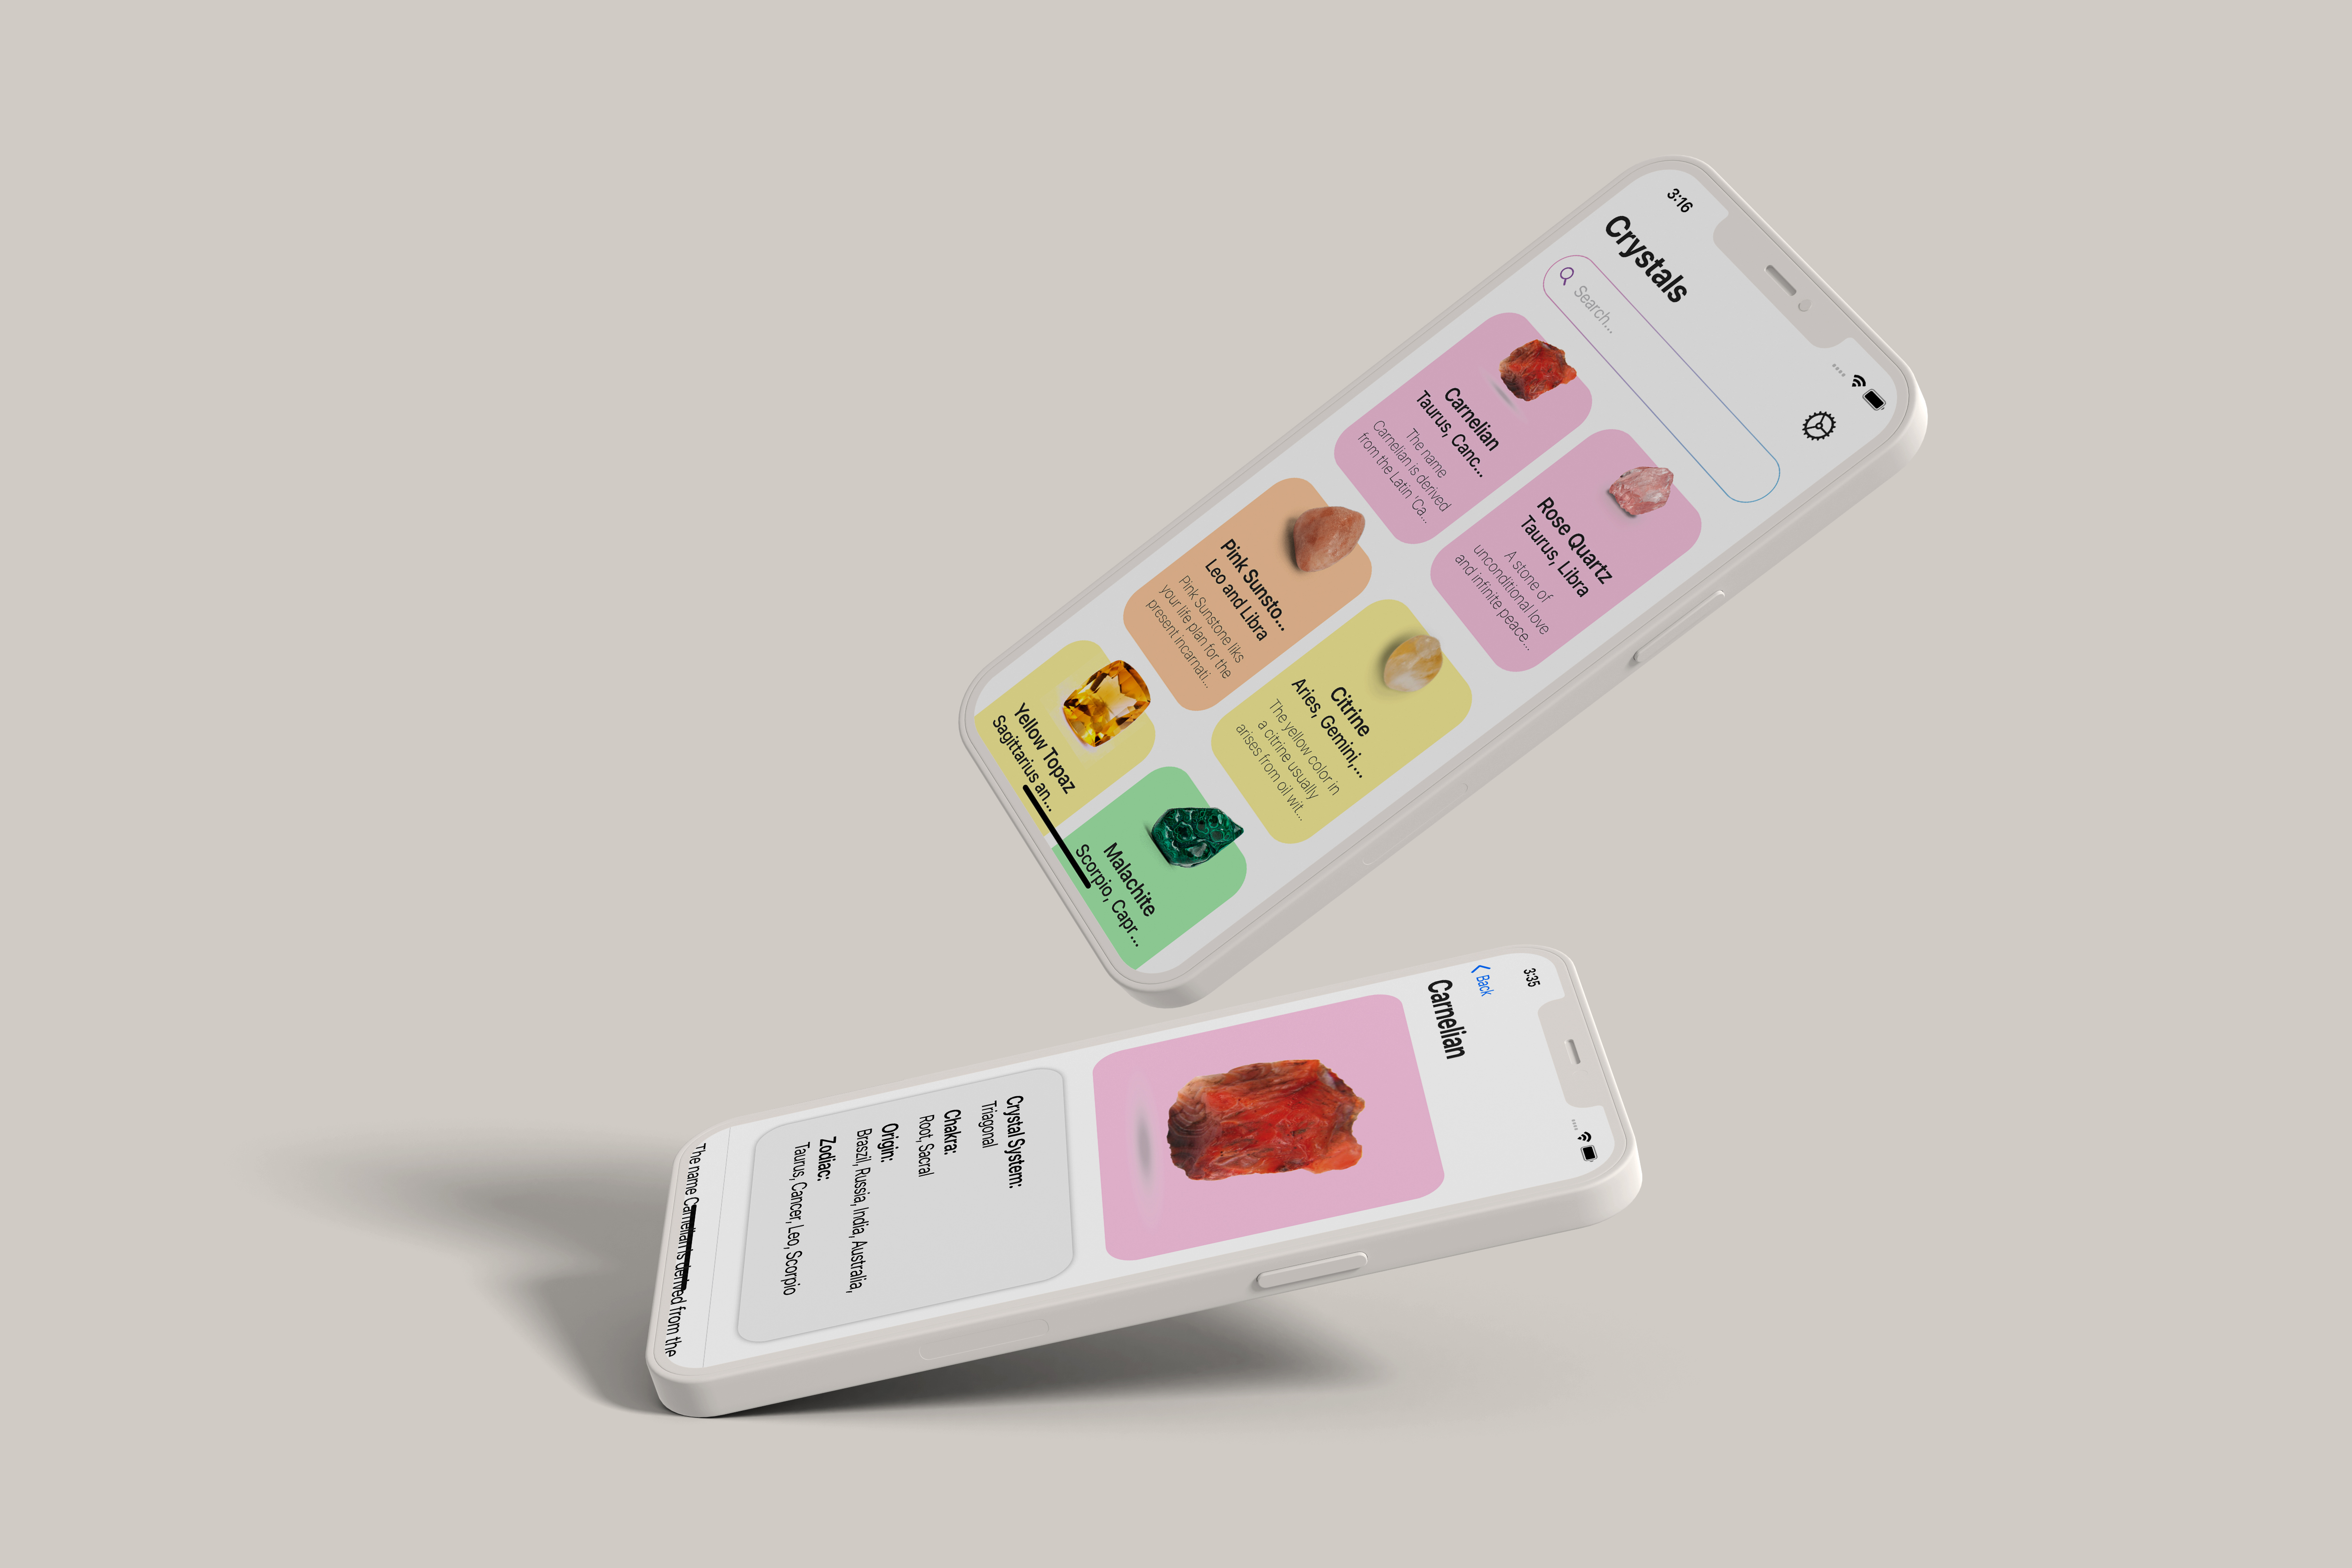 3:16
Crystals
Search...
Carnelian
Taurus, Canc...
The name
Carnelian is derived
from the Latin 'Ca...
Rose Quartz
Taurus, Libra
A stone of
unconditional love
and infinite peace...
Pink Sunsto...
Leo and Libra
Pink Sunstone liks
your life plan for the
present incarnati...
Citrine
Aries, Gemini,...
The yellow color in
a citrine usually
arises from oil wit...
Yellow Topaz
Sagittarius an...
Malachite
Scorpio, Capr...
3:35
Back
Carnelian
Crystal System:
Triagonal
Chakra:
Root, Sacral
Origin:
Braszil, Russia, India, Australia,
Zodiac:
Taurus, Cancer, Leo, Scorpio
The name Carnelian is derived from the